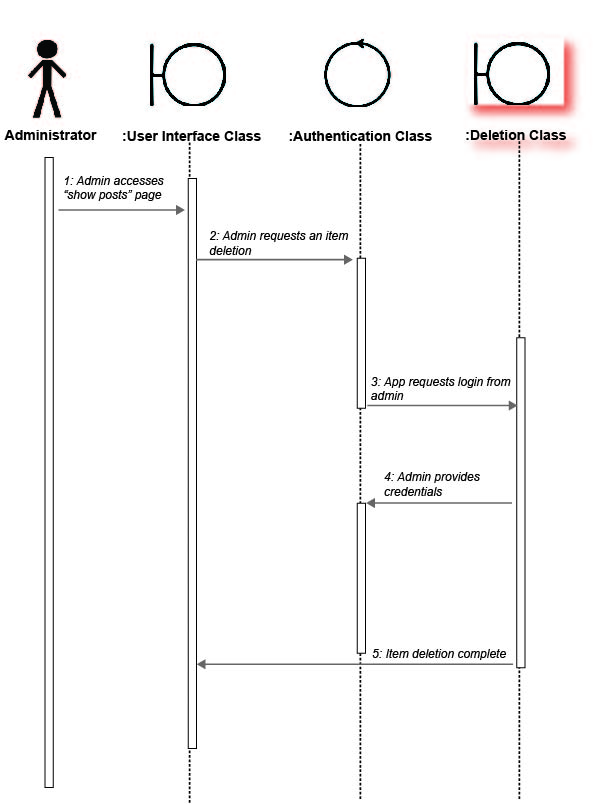 Administrator
:User Interface Class
:Authentication Class
:Deletion Class
1: Admin accesses
“show posts” page
2: Admin requests an item
deletion
3: App requests login from
admin
4: Admin provides
credentials
5: Item deletion complete